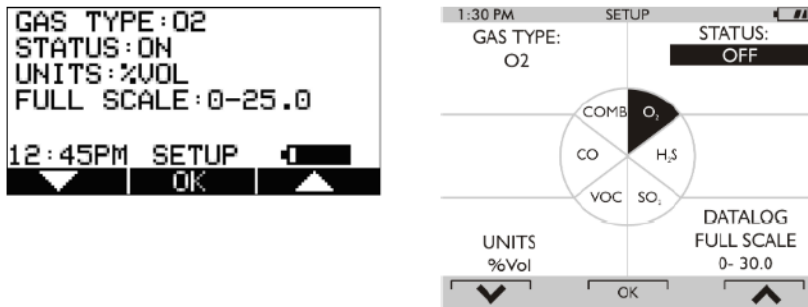 GAS TYPE:O2
STATUS:ON
UNITS:%VOL
FULL SCALE:0-25.0
12:45PM SETUP
OK
1:30 PM SETUP
GAS TYPE:
O2
STATUS:
OFF
COMB O₂
CO H₂S
VOC SO₂
UNITS
%Vol
DATALOG
FULL SCALE
0- 30.0
OK